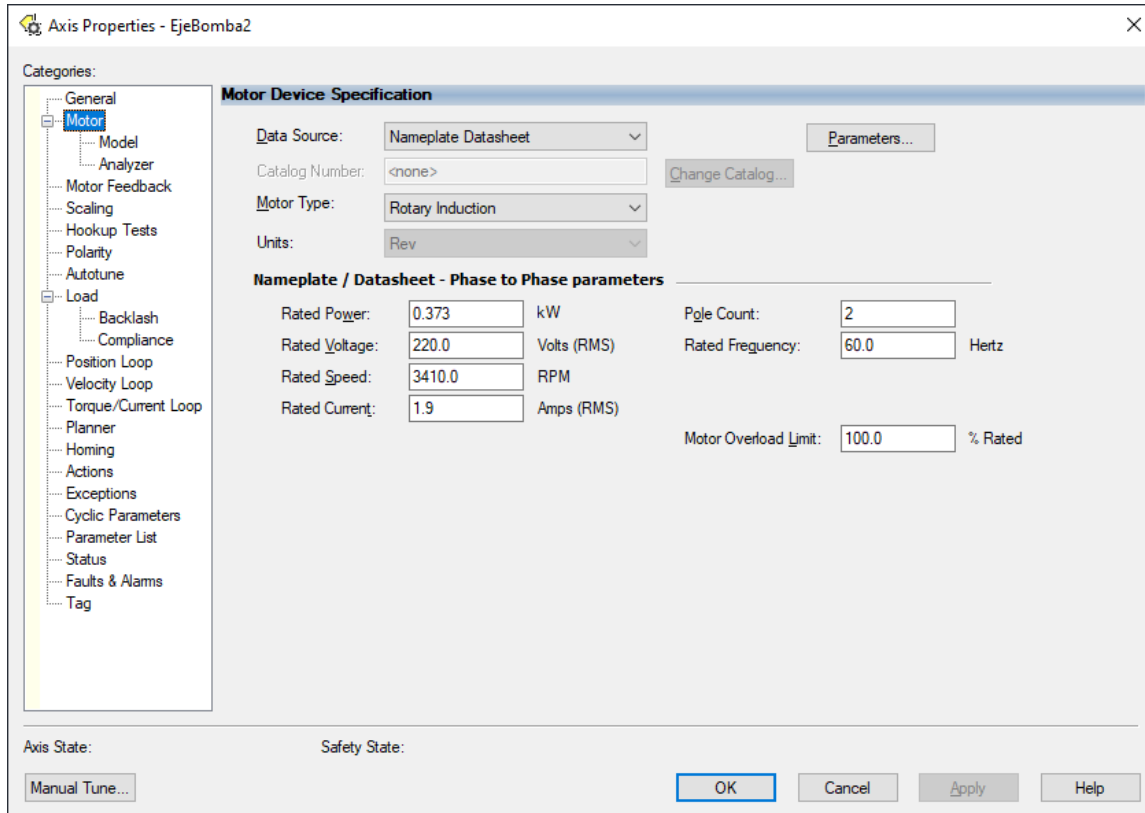 Axis Properties - EjeBomba2
Categories:
General
Motor
Model
Analyzer
Motor Feedback
Scaling
Hookup Tests
Polarity
Autotune
Load
Backlash
Compliance
Position Loop
Velocity Loop
Torque/Current Loop
Planner
Homing
Actions
Exceptions
Cyclic Parameters
Parameter List
Status
Faults & Alarms
Tag
Motor Device Specification
Data Source: Nameplate Datasheet Parameters...
Catalog Number: <none> Change Catalog...
Motor Type: Rotary Induction
Units: Rev
Nameplate / Datasheet - Phase to Phase parameters
Rated Power: 0.373 kW Pole Count: 2
Rated Voltage: 220.0 Volts (RMS) Rated Frequency: 60.0 Hertz
Rated Speed: 3410.0 RPM
Rated Current: 1.9 Amps (RMS)
Motor Overload Limit: 100.0 % Rated
Axis State: Safety State:
Manual Tune... OK Cancel Apply Help